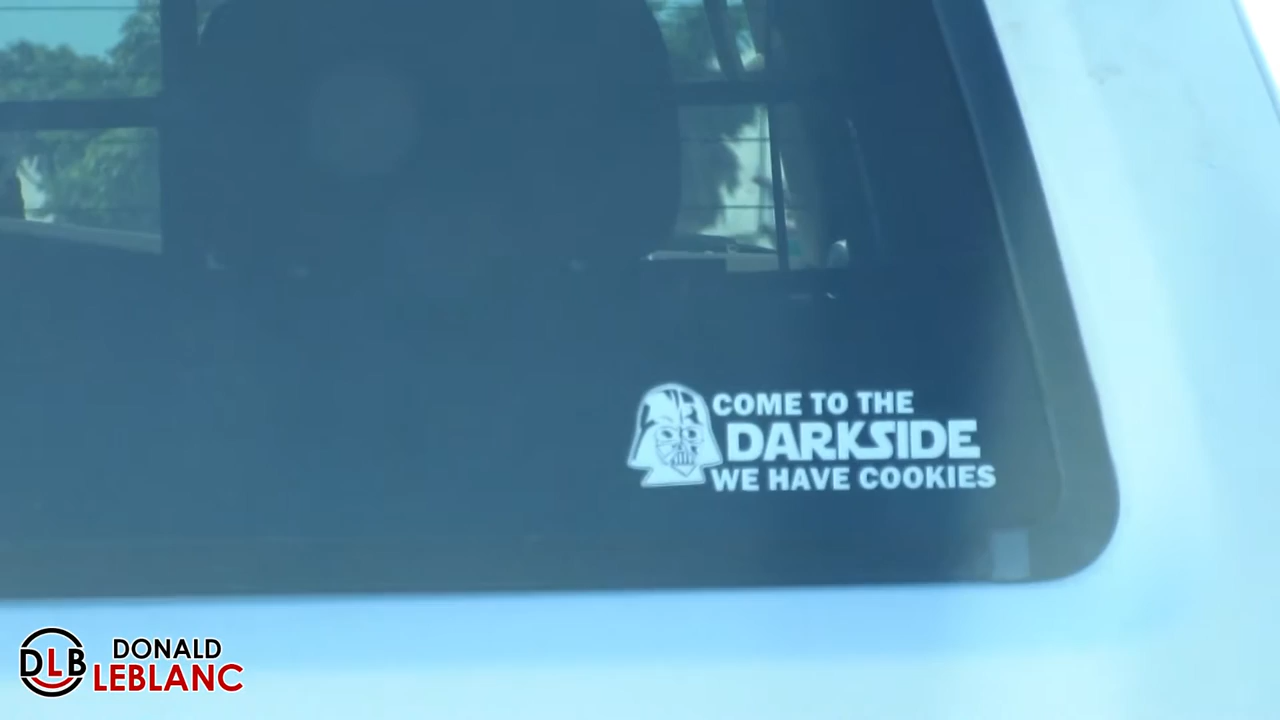 COME TO THE
DARKSIDE
WE HAVE COOKIES
DLB
DONALD
LEBLANC